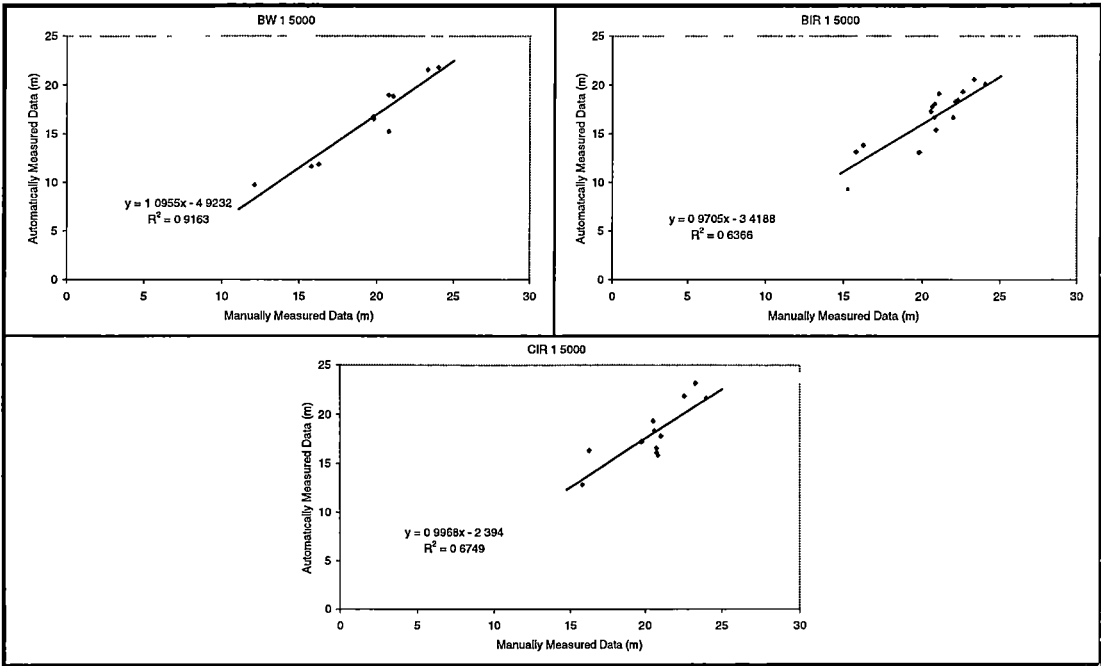 BW 1 5000
Automatically Measured Data (m)
25
20
15
10
5
0
y = 1 0955x - 4 9232
R² = 0 9163
0 5 10 15 20 25 30
Manually Measured Data (m)
BIR 1 5000
Automatically Measured Data (m)
25
20
15
10
5
0
y = 0 9705x - 3 4188
R² = 0 6366
0 5 10 15 20 25 30
Manually Measured Data (m)
CIR 1 5000
Automatically Measured Data (m)
25
20
15
10
5
0
y = 0 9968x - 2 394
R² = 0 6749
0 5 10 15 20 25 30
Manually Measured Data (m)